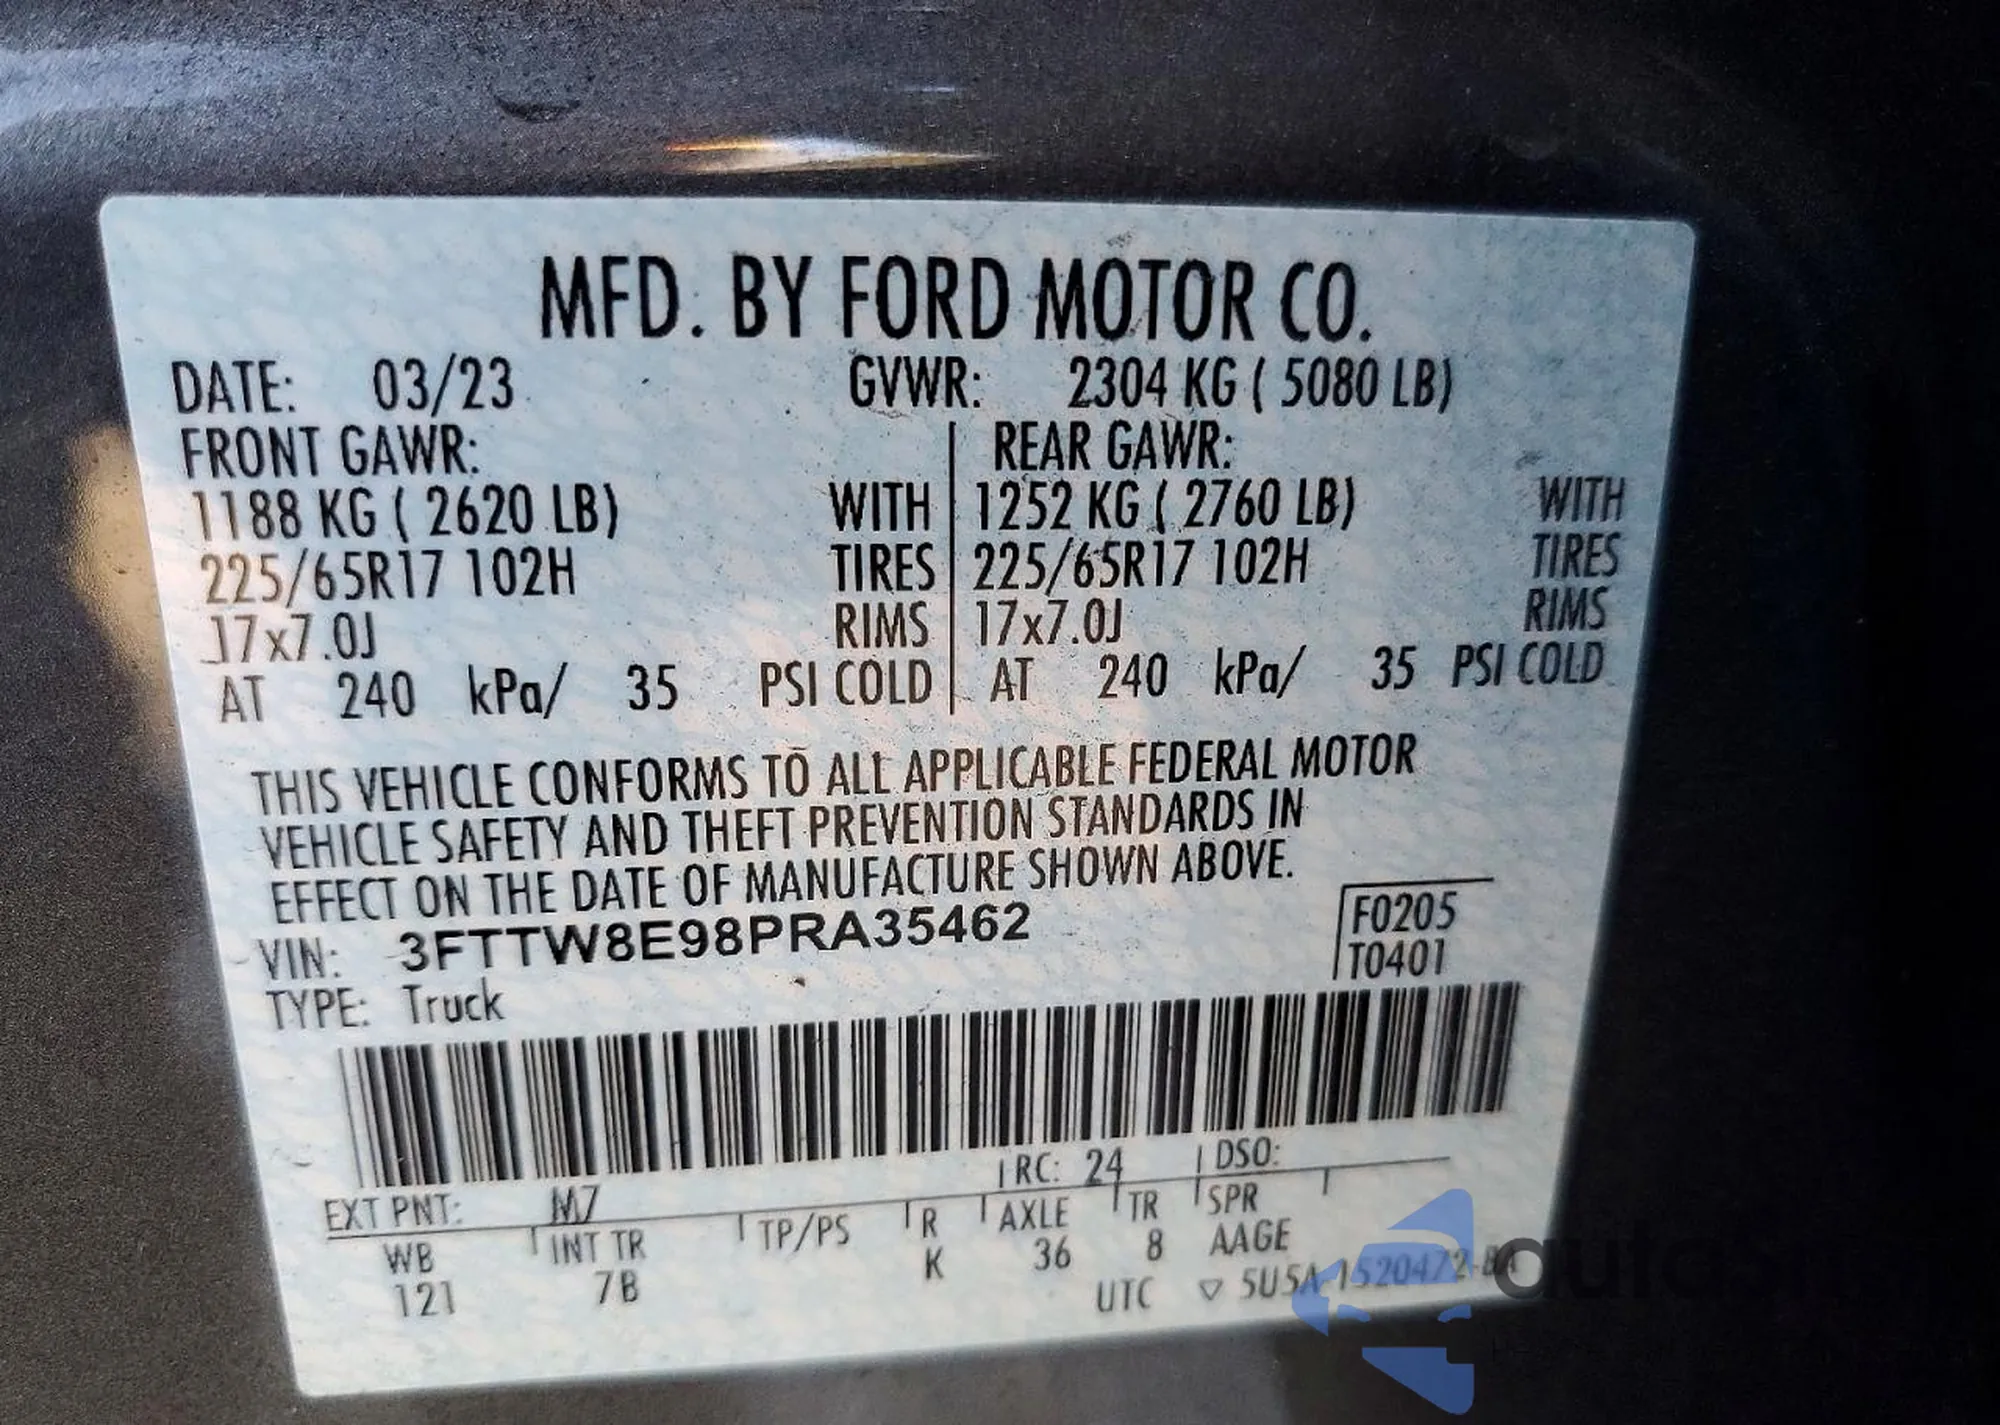 MFD. BY FORD MOTOR CO.
DATE: 03/23 GVWR: 2304 KG ( 5080 LB)
FRONT GAWR: REAR GAWR:
1188 KG ( 2620 LB) WITH 1252 KG ( 2760 LB) WITH
225/65R17 102H TIRES 225/65R17 102H TIRES
17x7.0J RIMS 17x7.0J RIMS
AT 240 kPa/ 35 PSI COLD AT 240 kPa/ 35 PSI COLD
THIS VEHICLE CONFORMS TO ALL APPLICABLE FEDERAL MOTOR
VEHICLE SAFETY AND THEFT PREVENTION STANDARDS IN
EFFECT ON THE DATE OF MANUFACTURE SHOWN ABOVE.
VIN: 3FTTW8E98PRA35462 F0205
TYPE: Truck T0401
EXT PNT: M7 RC: 24 DSO:
WB INT TR TP/PS R AXLE TR SPR
121 7B K 36 8 AAGE
UTC ▽ 5U5A-1520472-BA